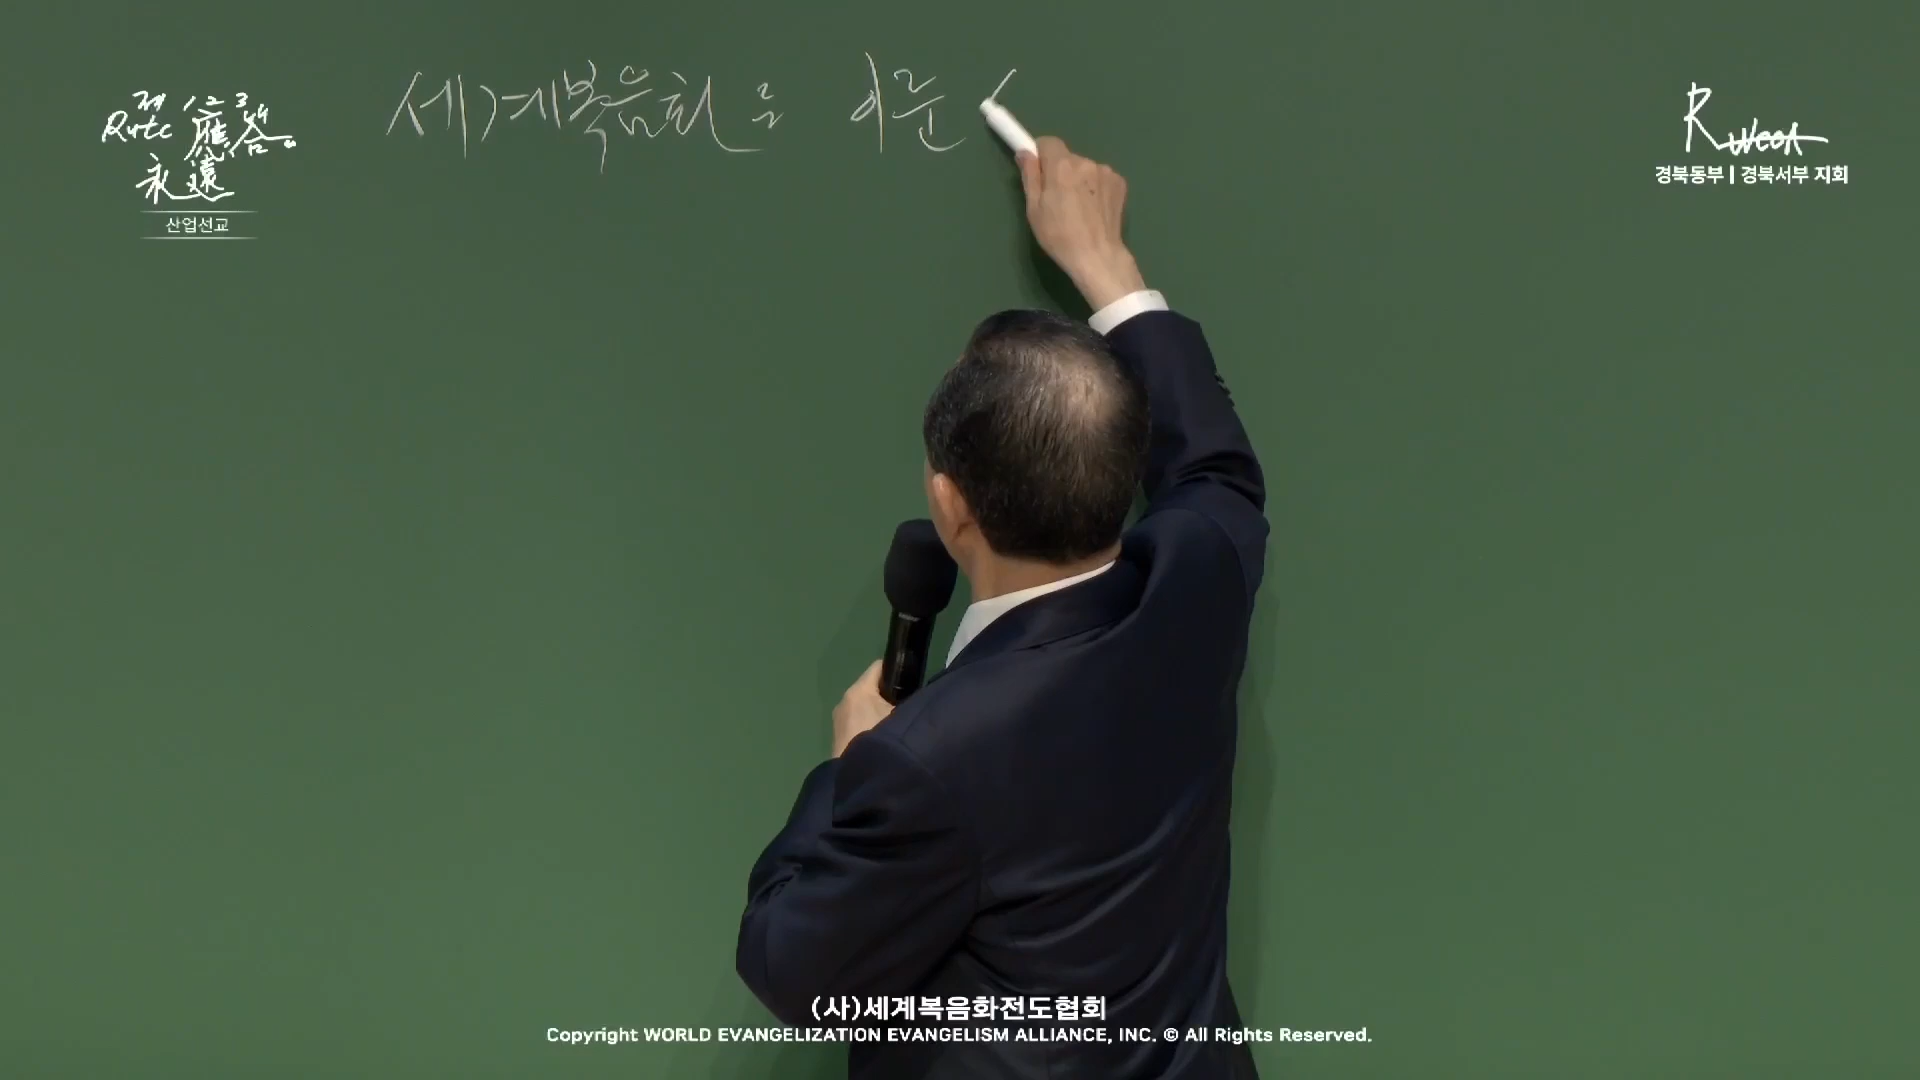 세계복음화를 이룬
237 Rutc 應答
永遠
산업선교
R Week
경북동부 | 경북서부 지회
(사)세계복음화전도협회
Copyright WORLD EVANGELIZATION EVANGELISM ALLIANCE, INC. © All Rights Reserved.